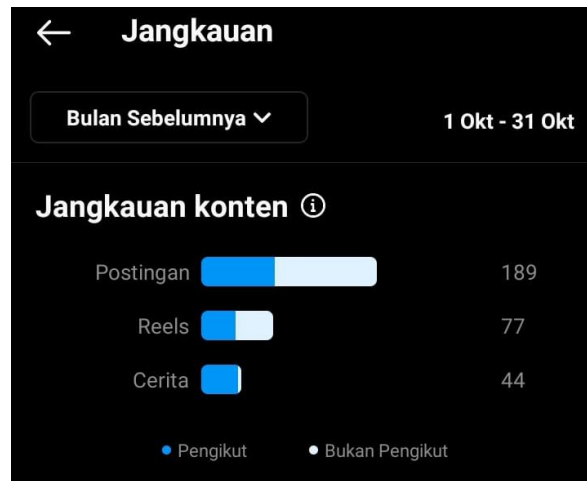 Jangkauan
Bulan Sebelumnya 1 Okt - 31 Okt
Jangkauan konten
Postingan 189
Reels 77
Cerita 44
Pengikut Bukan Pengikut